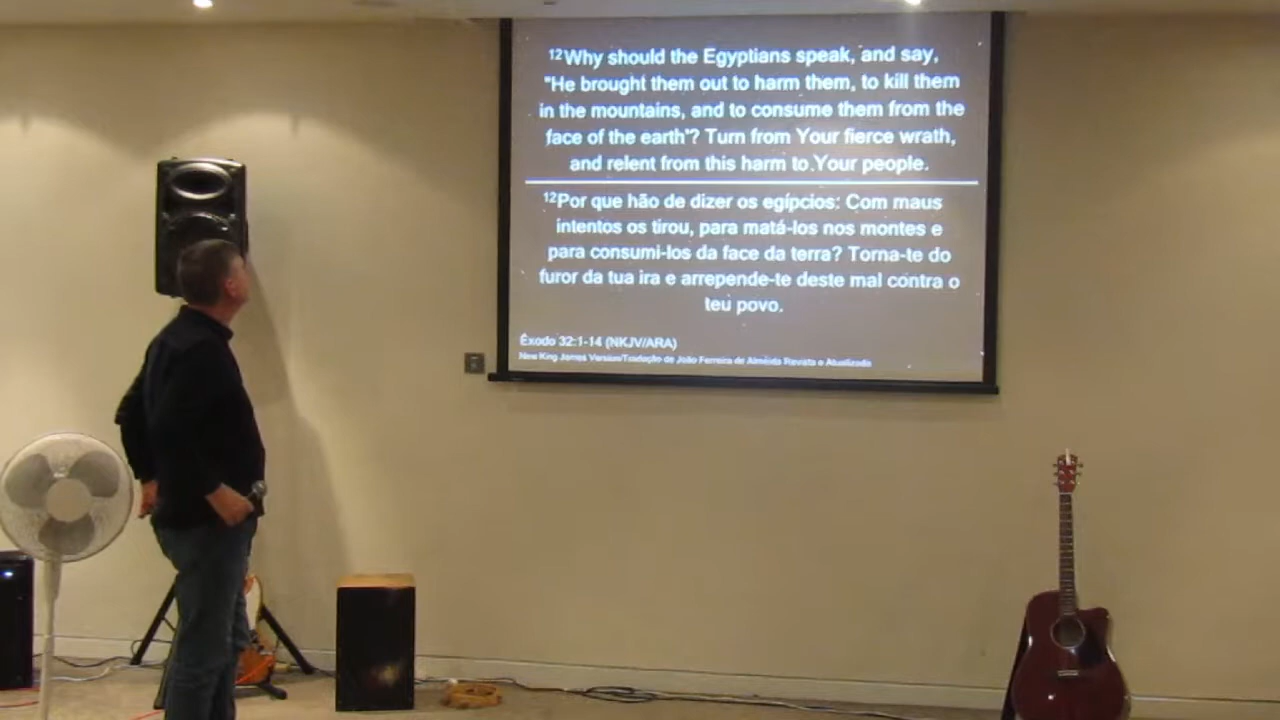 12Why should the Egyptians speak, and say,
"He brought them out to harm them, to kill them
in the mountains, and to consume them from the
face of the earth'? Turn from Your fierce wrath,
and relent from this harm to Your people.
12Por que hão de dizer os egípcios: Com maus
intentos os tirou, para matá-los nos montes e
para consumi-los da face da terra? Torna-te do
furor da tua ira e arrepende-te deste mal contra o
teu povo.
Êxodo 32:1-14 (NKJV/ARA)
New King James Version/Tradução de João Ferreira de Almeida Revista e Atualizada